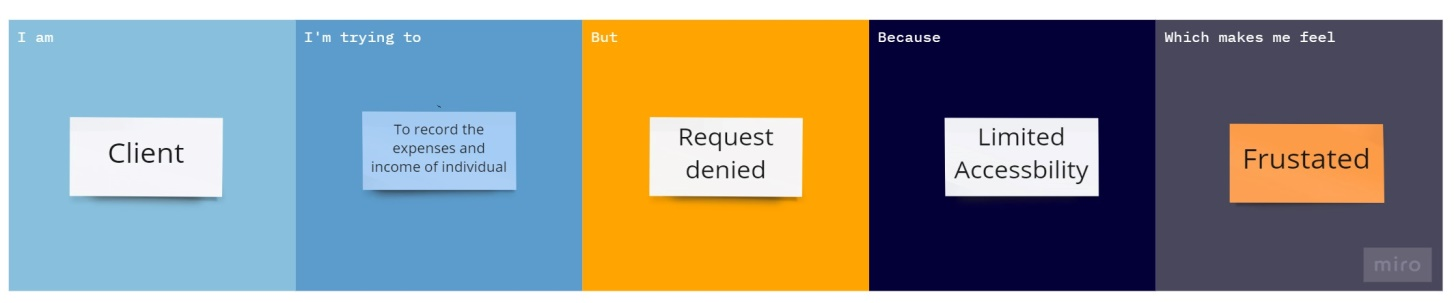 I am
Client
I'm trying to
`
To record the
expenses and
income of individual
But
Request
denied
Because
Limited
Accessbility
Which makes me feel
Frustated
miro